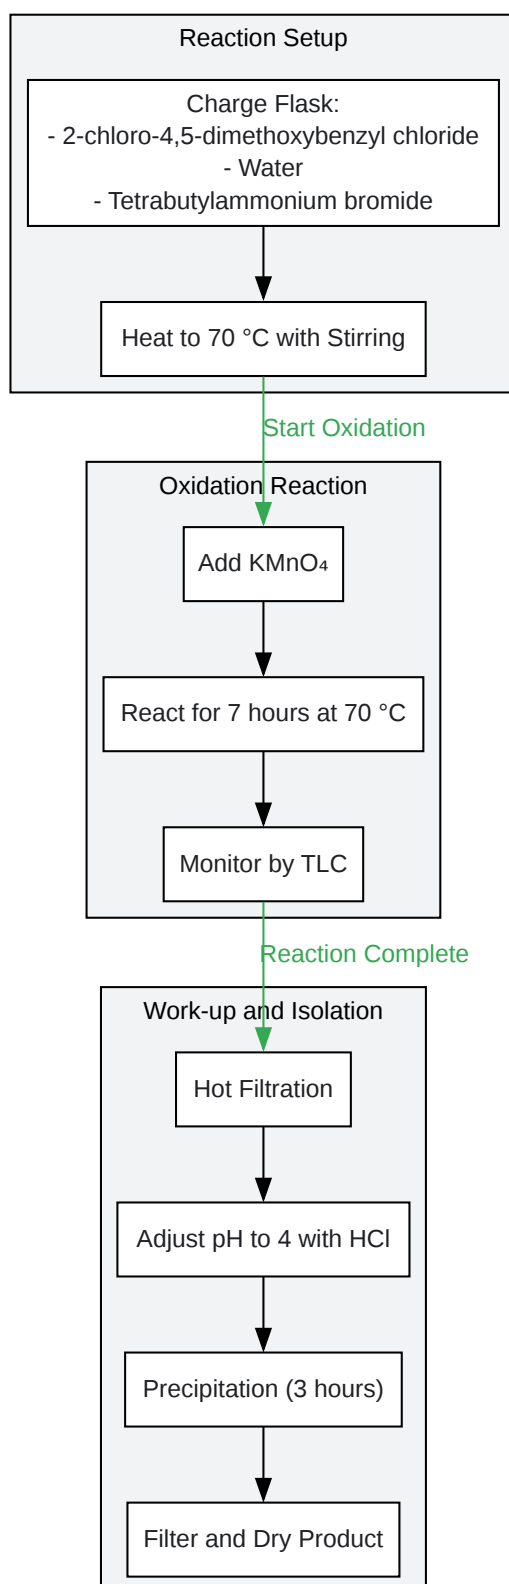 Reaction Setup
Charge Flask:
- 2-chloro-4,5-dimethoxybenzyl chloride
- Water
- Tetrabutylammonium bromide
Heat to 70 °C with Stirring
Start Oxidation
Oxidation Reaction
Add KMnO₄
React for 7 hours at 70 °C
Monitor by TLC
Reaction Complete
Work-up and Isolation
Hot Filtration
Adjust pH to 4 with HCl
Precipitation (3 hours)
Filter and Dry Product